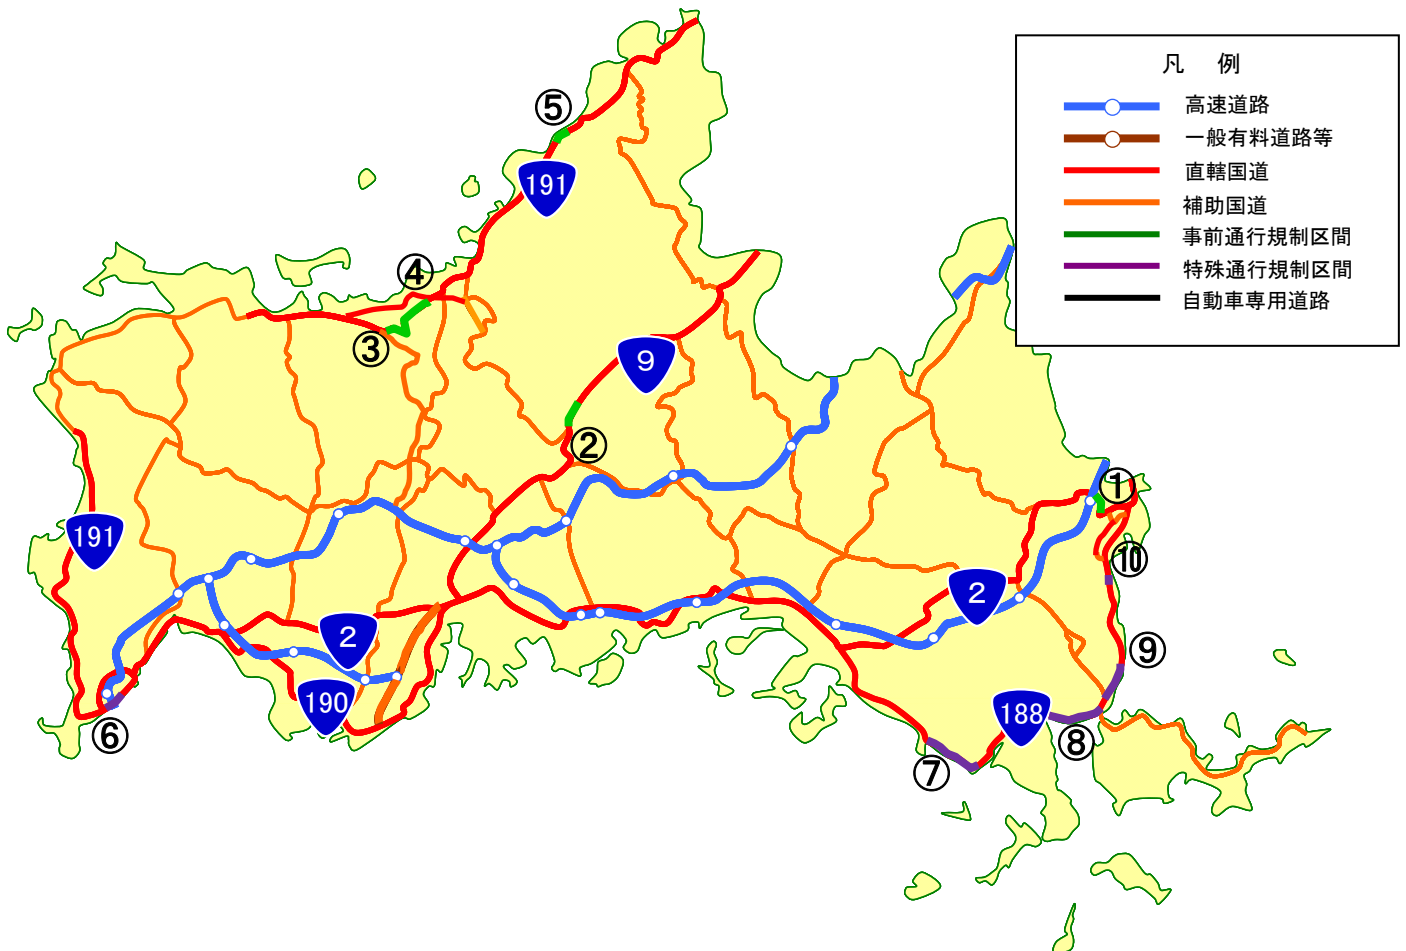 凡 例
高速道路
一般有料道路等
直轄国道
補助国道
事前通行規制区間
特殊通行規制区間
自動車専用道路
⑤
191
④
③
9
②
①
191
⑩
2
2
⑨
190
188
⑥
⑧
⑦